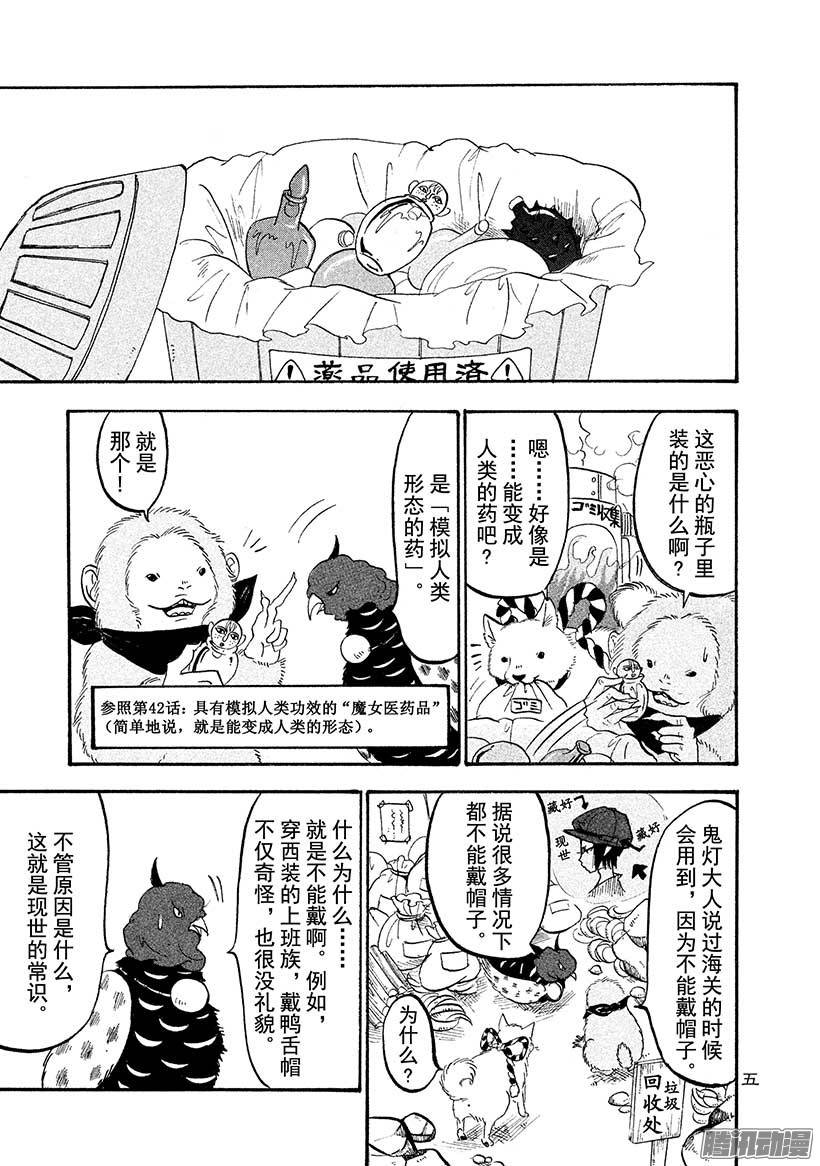 薬品使用済
这恶心的瓶子里
装的是什么啊？
嗯……好像是
……能变成
人类的药吧？
ゴミ収集
ゴミ
是「模拟人类
形态的药」。
就是
那个！
参照第42话：具有模拟人类功效的“魔女医药品”
（简单地说，就是能变成人类的形态）。
鬼灯大人说过海关的时候
会用到，因为不能戴帽子。
藏好
藏好
现世
据说很多情况下
都不能戴帽子。
为什么？
垃圾
回收处
什么为什么……
就是不能戴啊。例如，
穿西装的上班族，戴鸭舌帽
不仅奇怪，也很没礼貌。
不管原因是什么，
这就是现世的常识。
五
腾讯动漫